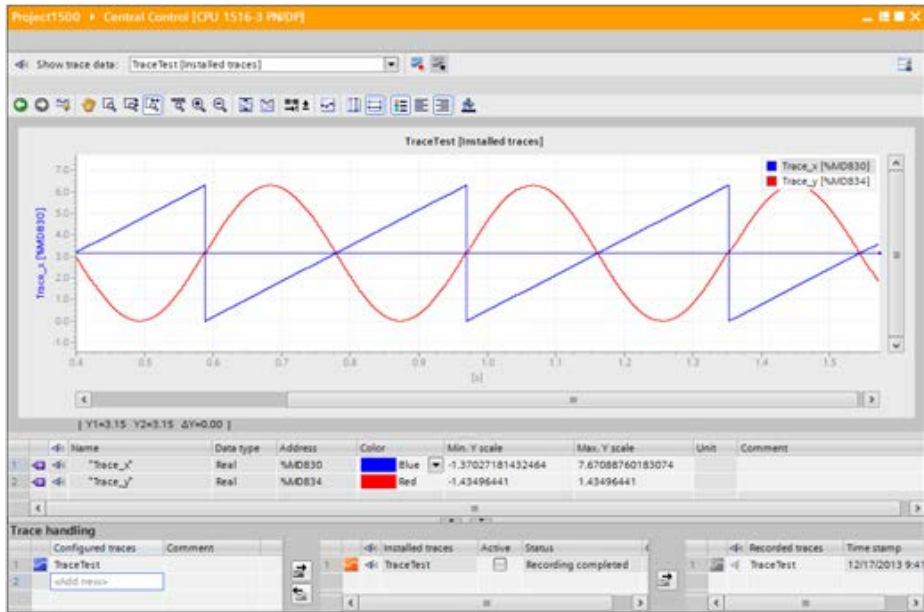 Project1500 ▸ Central Control [CPU 1516-3 PN/DP]
Show trace data: TraceTest [Installed traces]
TraceTest [Installed traces]
Trace_x [%MD830]
Trace_y [%MD834]
Trace_x [%MD830]
7.0
6.0
5.0
4.0
3.0
2.0
1.0
0.0
-1.0
0.4 0.5 0.6 0.7 0.8 0.9 1.0 1.1 1.2 1.3 1.4 1.5
[s]
[ Y1=3.15 Y2=3.15 ΔY=0.00 ]
Name Data type Address Color Min. Y scale Max. Y scale Unit Comment
1 "Trace_x" Real %MD830 Blue -1.37027181432464 7.67088760183074
2 "Trace_y" Real %MD834 Red -1.43496441 1.43496441
Trace handling
Configured traces Comment Installed traces Active Status Recorded traces Time stamp
1 TraceTest 1 TraceTest Recording completed 1 TraceTest 12/17/2013 9:41
2 <Add new>